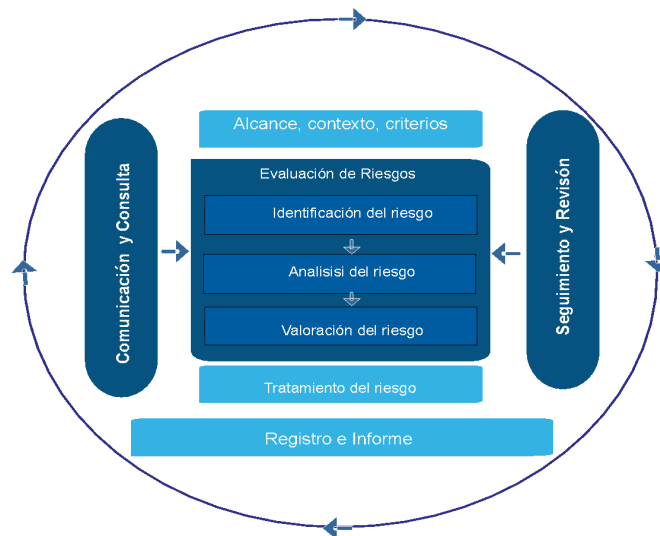 Alcance, contexto, criterios
Comunicación y Consulta
Evaluación de Riesgos
Identificación del riesgo
Analisisi del riesgo
Valoración del riesgo
Seguimiento y Revisón
Tratamiento del riesgo
Registro e Informe